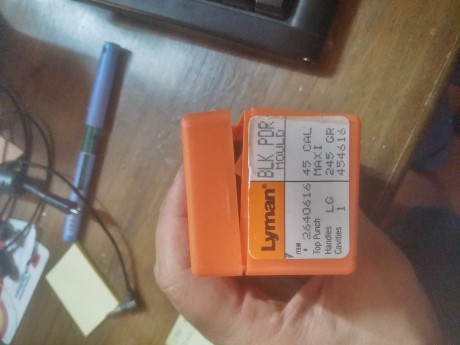 Lyman®
BLK PDR
MOULD
ITEM # 2640616 45 CAL
Top Punch MAXI
Handles LG 245 GR
Cavities 1 454616